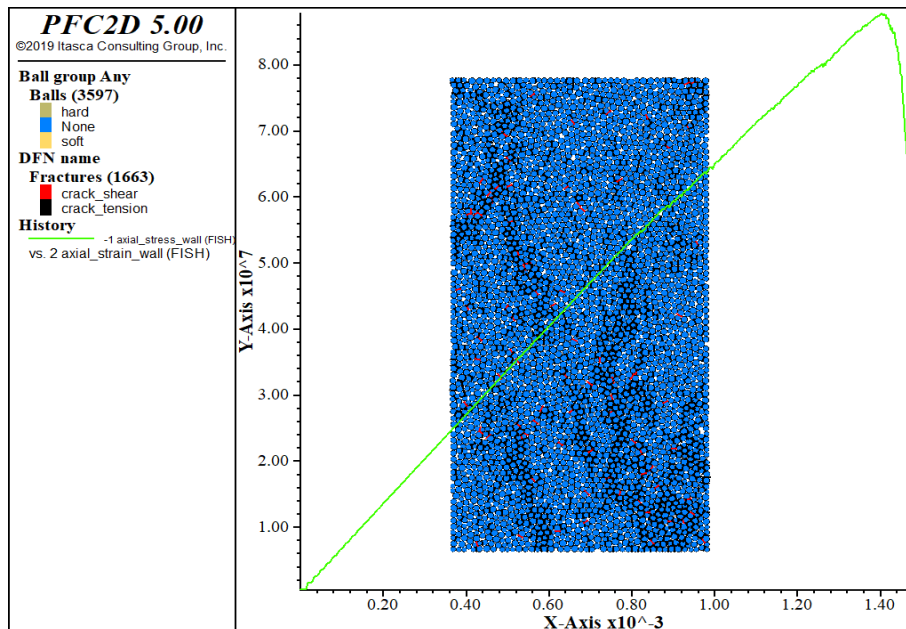 PFC2D 5.00
©2019 Itasca Consulting Group, Inc.
Ball group Any
Balls (3597)
hard
None
soft
DFN name
Fractures (1663)
crack_shear
crack_tension
History
-1 axial_stress_wall (FISH)
vs. 2 axial_strain_wall (FISH)
Y-Axis x10^7
8.00
7.00
6.00
5.00
4.00
3.00
2.00
1.00
0.20 0.40 0.60 0.80 1.00 1.20 1.40
X-Axis x10^-3